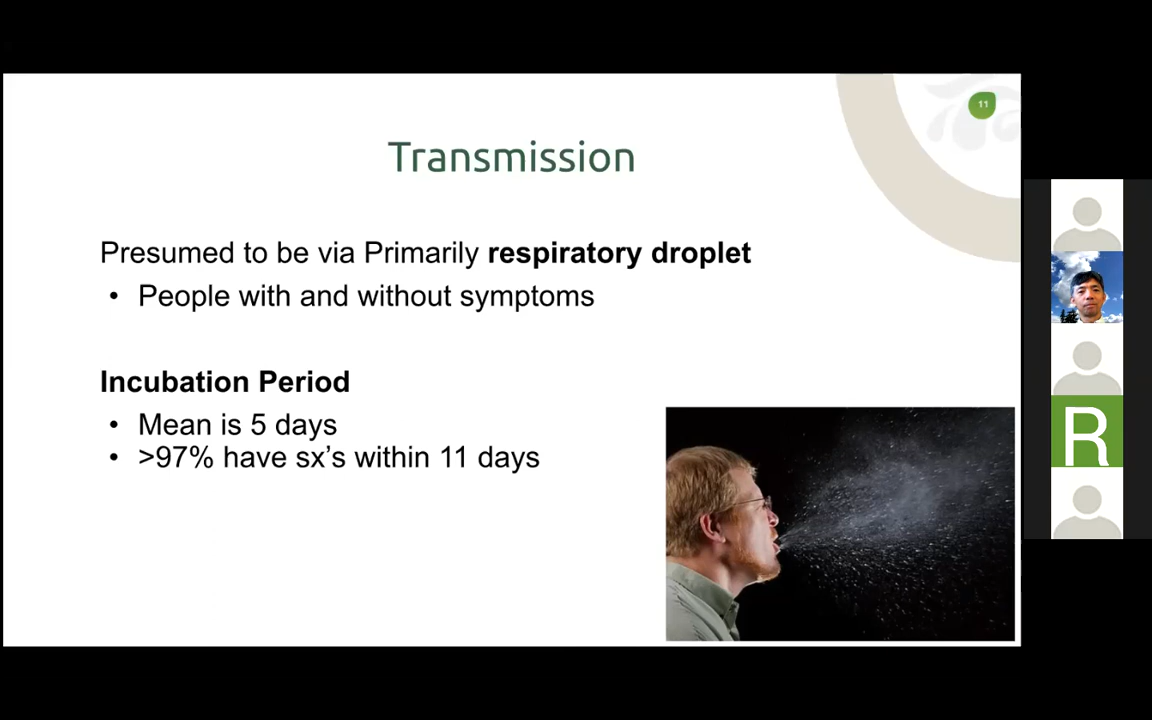 11
Transmission
Presumed to be via Primarily respiratory droplet
• People with and without symptoms
Incubation Period
• Mean is 5 days
• >97% have sx’s within 11 days
R